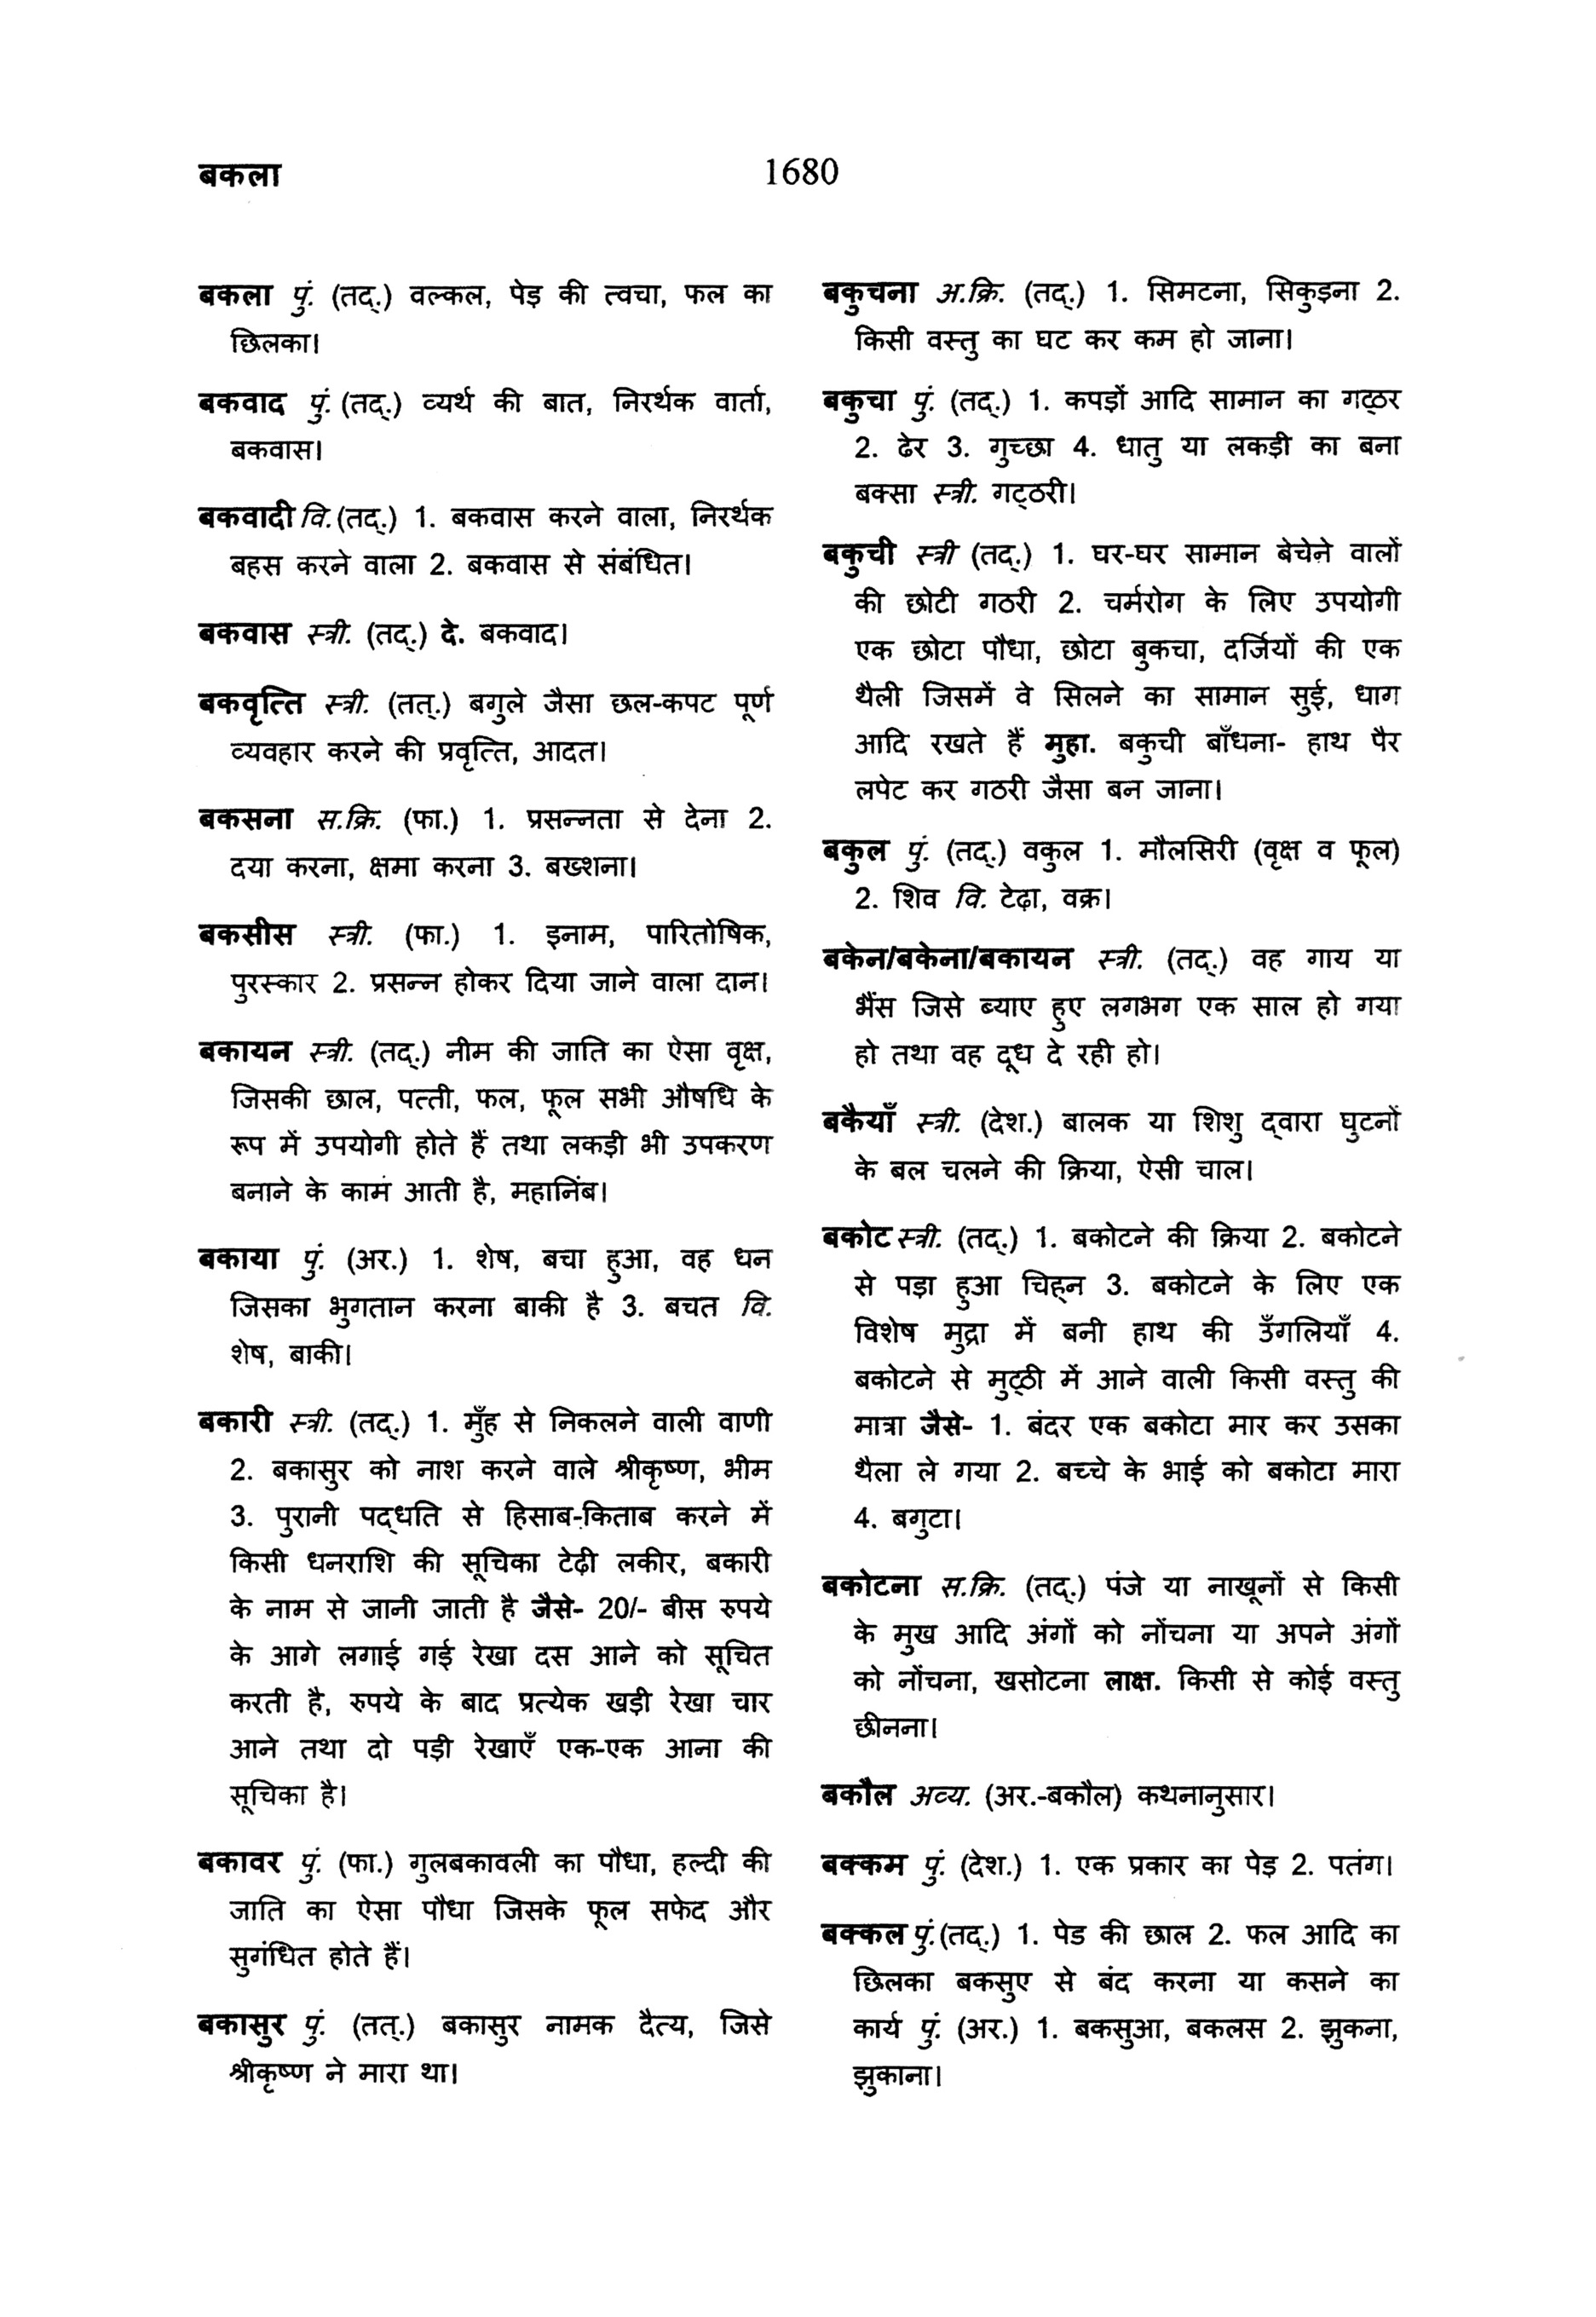 बकला
1680
बकला पुं. (तद्.) वल्कल, पेड़ की त्वचा, फल का
छिलका।
बकवाद पुं. (तद्.) व्यर्थ की बात, निरर्थक वार्ता,
बकवास।
बकवादी वि. (तद्.) 1. बकवास करने वाला, निरर्थक
बहस करने वाला 2. बकवास से संबंधित।
बकवास स्त्री. (तद्.) दे. बकवाद।
बकवृत्ति स्त्री. (तत्.) बगुले जैसा छल-कपट पूर्ण
व्यवहार करने की प्रवृत्ति, आदत।
बकसना स.क्रि. (फा.) 1. प्रसन्नता से देना 2.
दया करना, क्षमा करना 3. बख्शना।
बकसीस स्त्री. (फा.) 1. इनाम, पारितोषिक,
पुरस्कार 2. प्रसन्न होकर दिया जाने वाला दान।
बकायन स्त्री. (तद्.) नीम की जाति का ऐसा वृक्ष,
जिसकी छाल, पत्ती, फल, फूल सभी औषधि के
रूप में उपयोगी होते हैं तथा लकड़ी भी उपकरण
बनाने के काम आती है, महानिंब।
बकाया पुं. (अर.) 1. शेष, बचा हुआ, वह धन
जिसका भुगतान करना बाकी है 3. बचत वि.
शेष, बाकी।
बकारी स्त्री. (तद्.) 1. मुँह से निकलने वाली वाणी
2. बकासुर को नाश करने वाले श्रीकृष्ण, भीम
3. पुरानी पद्धति से हिसाब-किताब करने में
किसी धनराशि की सूचिका टेढ़ी लकीर, बकारी
के नाम से जानी जाती है जैसे- 20/- बीस रुपये
के आगे लगाई गई रेखा दस आने को सूचित
करती है, रुपये के बाद प्रत्येक खड़ी रेखा चार
आने तथा दो पड़ी रेखाएँ एक-एक आना की
सूचिका है।
बकावर पुं. (फा.) गुलबकावली का पौधा, हल्दी की
जाति का ऐसा पौधा जिसके फूल सफेद और
सुगंधित होते हैं।
बकासुर पुं. (तत्.) बकासुर नामक दैत्य, जिसे
श्रीकृष्ण ने मारा था।
बकुचना अ.क्रि. (तद्.) 1. सिमटना, सिकुड़ना 2.
किसी वस्तु का घट कर कम हो जाना।
बकुचा पुं. (तद्.) 1. कपड़ों आदि सामान का गट्ठर
2. ढेर 3. गुच्छा 4. धातु या लकड़ी का बना
बक्सा स्त्री. गट्ठरी।
बकुची स्त्री (तद्.) 1. घर-घर सामान बेचेने वालों
की छोटी गठरी 2. चर्मरोग के लिए उपयोगी
एक छोटा पौधा, छोटा बुकचा, दर्जियों की एक
थैली जिसमें वे सिलने का सामान सुई, धाग
आदि रखते हैं मुहा. बकुची बाँधना- हाथ पैर
लपेट कर गठरी जैसा बन जाना।
बकुल पुं. (तद्.) वकुल 1. मौलसिरी (वृक्ष व फूल)
2. शिव वि. टेढ़ा, वक्र।
बकेन/बकेना/बकायन स्त्री. (तद्.) वह गाय या
भैंस जिसे ब्याए हुए लगभग एक साल हो गया
हो तथा वह दूध दे रही हो।
बकैयाँ स्त्री. (देश.) बालक या शिशु द्वारा घुटनों
के बल चलने की क्रिया, ऐसी चाल।
बकोट स्त्री. (तद्.) 1. बकोटने की क्रिया 2. बकोटने
से पड़ा हुआ चिह्न 3. बकोटने के लिए एक
विशेष मुद्रा में बनी हाथ की उँगलियाँ 4.
बकोटने से मुट्ठी में आने वाली किसी वस्तु की
मात्रा जैसे- 1. बंदर एक बकोटा मार कर उसका
थैला ले गया 2. बच्चे के भाई को बकोटा मारा
4. बगुटा।
बकोटना स.क्रि. (तद्.) पंजे या नाखूनों से किसी
के मुख आदि अंगों को नोंचना या अपने अंगों
को नोंचना, खसोटना लाक्ष. किसी से कोई वस्तु
छीनना।
बकौल अव्य. (अर.-बकौल) कथनानुसार।
बक्कम पुं. (देश.) 1. एक प्रकार का पेड़ 2. पतंग।
बक्कल पुं. (तद्.) 1. पेड की छाल 2. फल आदि का
छिलका बकसुए से बंद करना या कसने का
कार्य पुं. (अर.) 1. बकसुआ, बकलस 2. झुकना,
झुकाना।